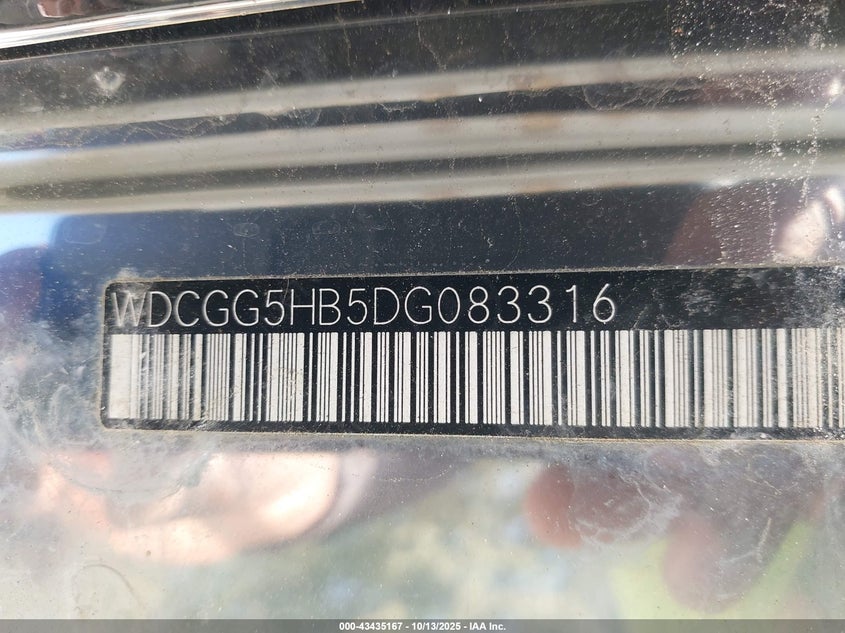 WDCGG5HB5DG083316
000-43435167 | 10/13/2025 | IAA Inc.